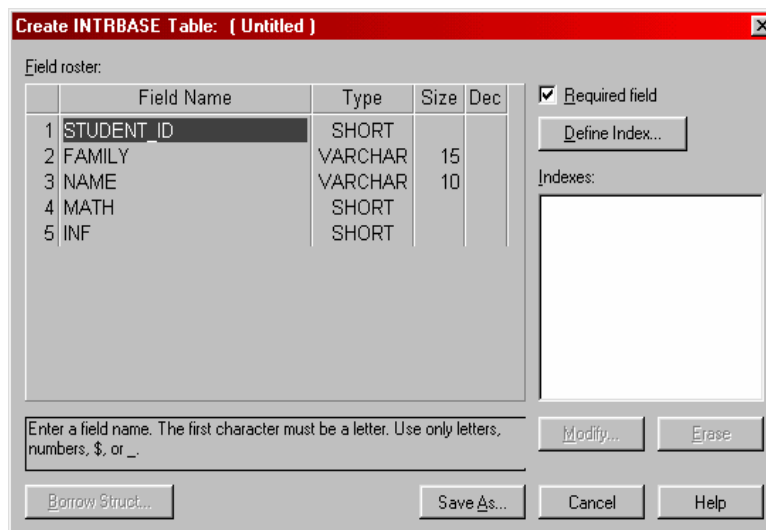 Create INTRBASE Table: ( Untitled )
Field roster:
Field Name Type Size Dec
1 STUDENT_ID SHORT
2 FAMILY VARCHAR 15
3 NAME VARCHAR 10
4 MATH SHORT
5 INF SHORT
Required field
Define Index...
Indexes:
Enter a field name. The first character must be a letter. Use only letters,
numbers, $, or _.
Modify... Erase
Borrow Struct... Save As... Cancel Help